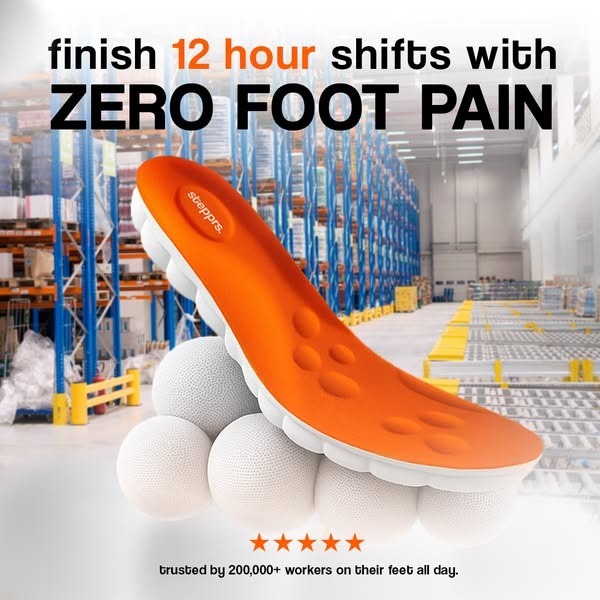 finish 12 hour shifts with
ZERO FOOT PAIN
stepprs.
trusted by 200,000+ workers on their feet all day.